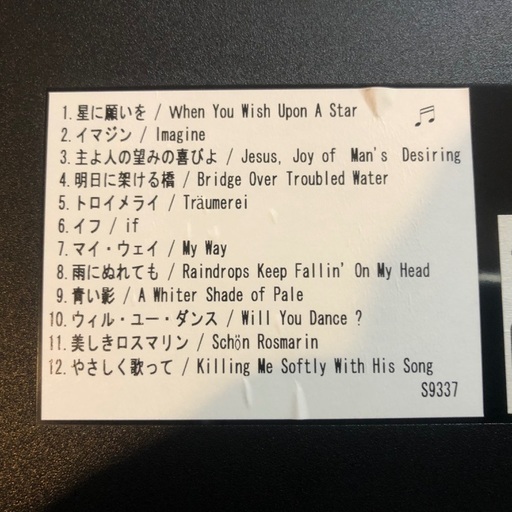 1. 星に願いを / When You Wish Upon A Star
2. イマジン / Imagine
3. 主よ人の望みの喜びよ / Jesus, Joy of Man's Desiring
4. 明日に架ける橋 / Bridge Over Troubled Water
5. トロイメライ / Träumerei
6. イフ / if
7. マイ・ウェイ / My Way
8. 雨にぬれても / Raindrops Keep Fallin' On My Head
9. 青い影 / A Whiter Shade of Pale
10. ウィル・ユー・ダンス / Will You Dance ?
11. 美しきロスマリン / Schön Rosmarin
12. やさしく歌って / Killing Me Softly With His Song
S9337